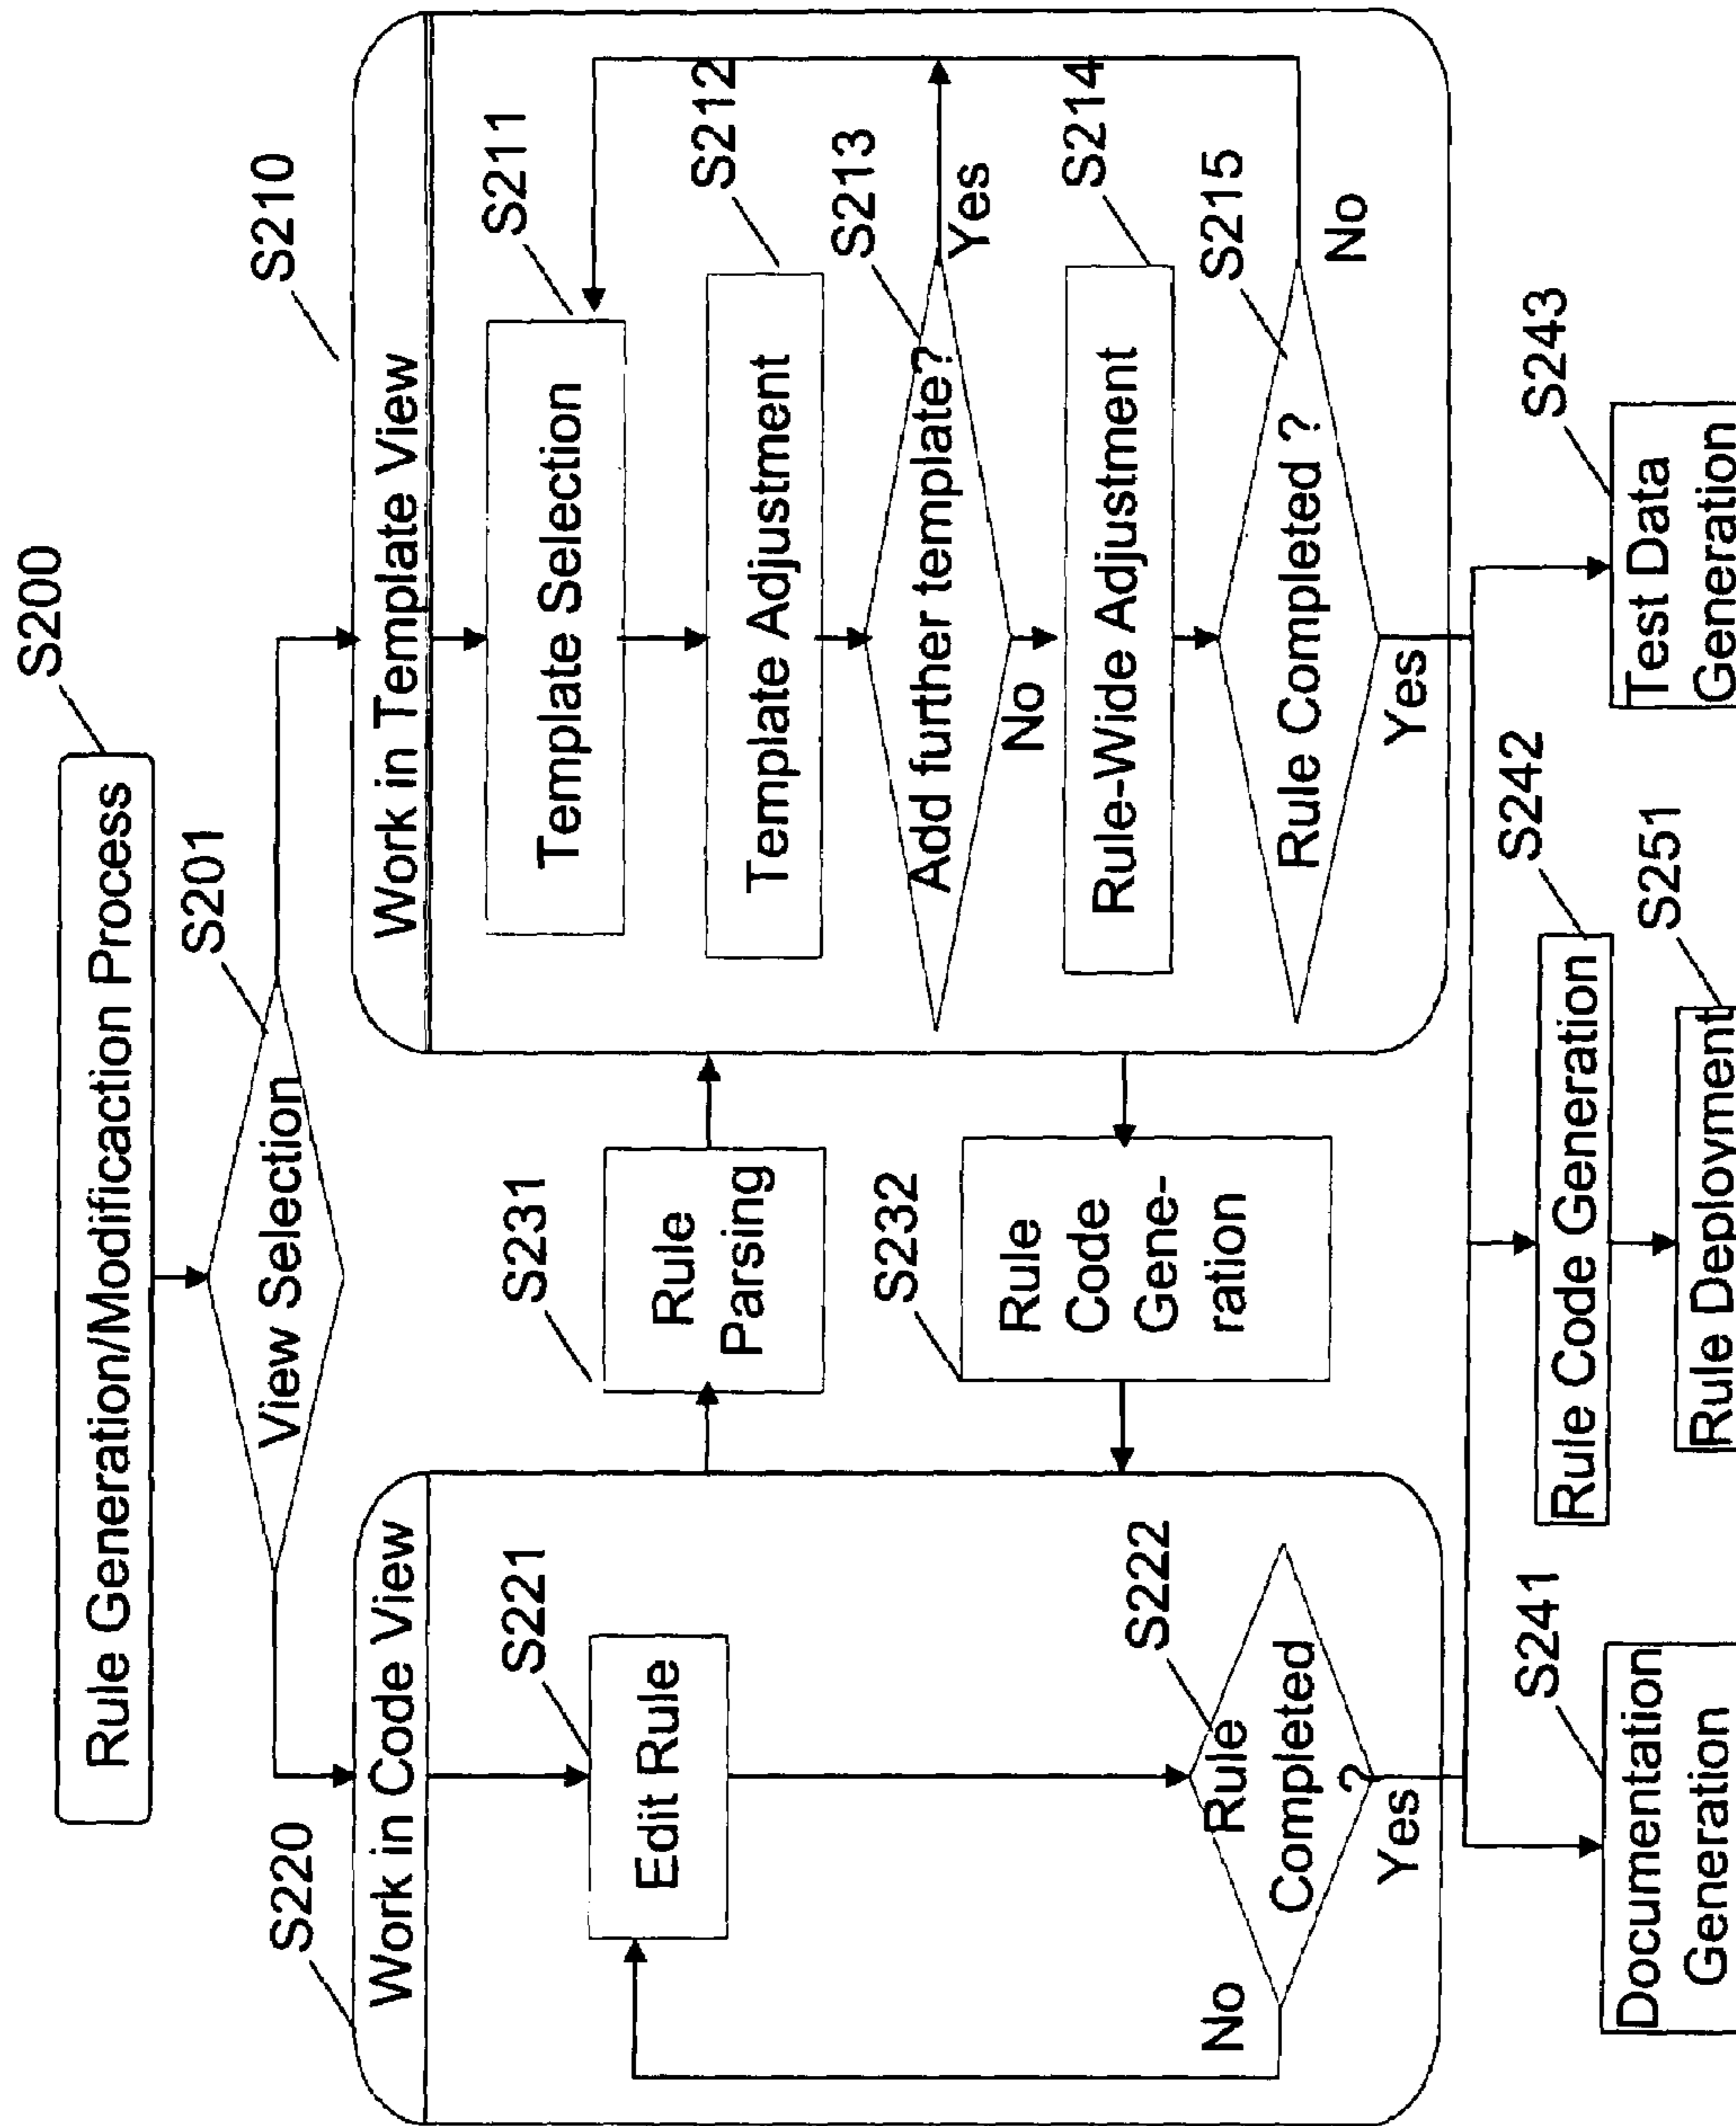 Rule Generation/Modificaction Process
S200
View Selection
S201
S220
Work in Code View
S221
Edit Rule
S222
Rule
Completed
?
No
Yes
S231
Rule
Parsing
S232
Rule
Code
Gene-
ration
S210
Work in Template View
S211
Template Selection
S212
Template Adjustment
S213
Add further template?
Yes
No
S214
Rule-Wide Adjustment
S215
Rule Completed ?
No
Yes
S241
Documentation
Generation
S242
Rule Code Generation
S251
Rule Deployment
S243
Test Data
Generation